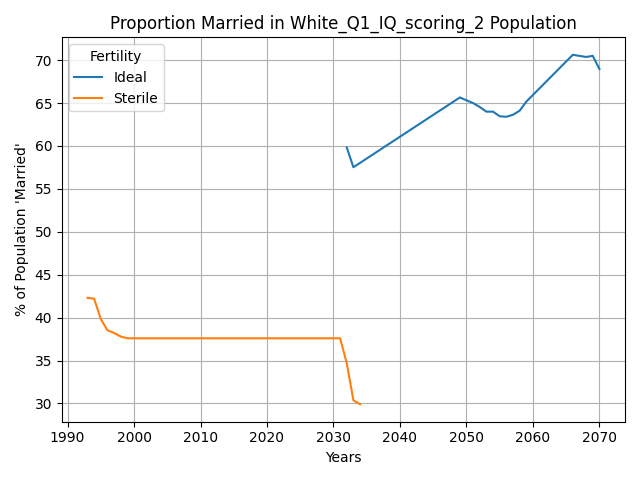 Proportion Married in White_Q1_IQ_scoring_2 Population
Fertility
Ideal
Sterile
% of Population 'Married'
70
65
60
55
50
45
40
35
30
1990 2000 2010 2020 2030 2040 2050 2060 2070
Years